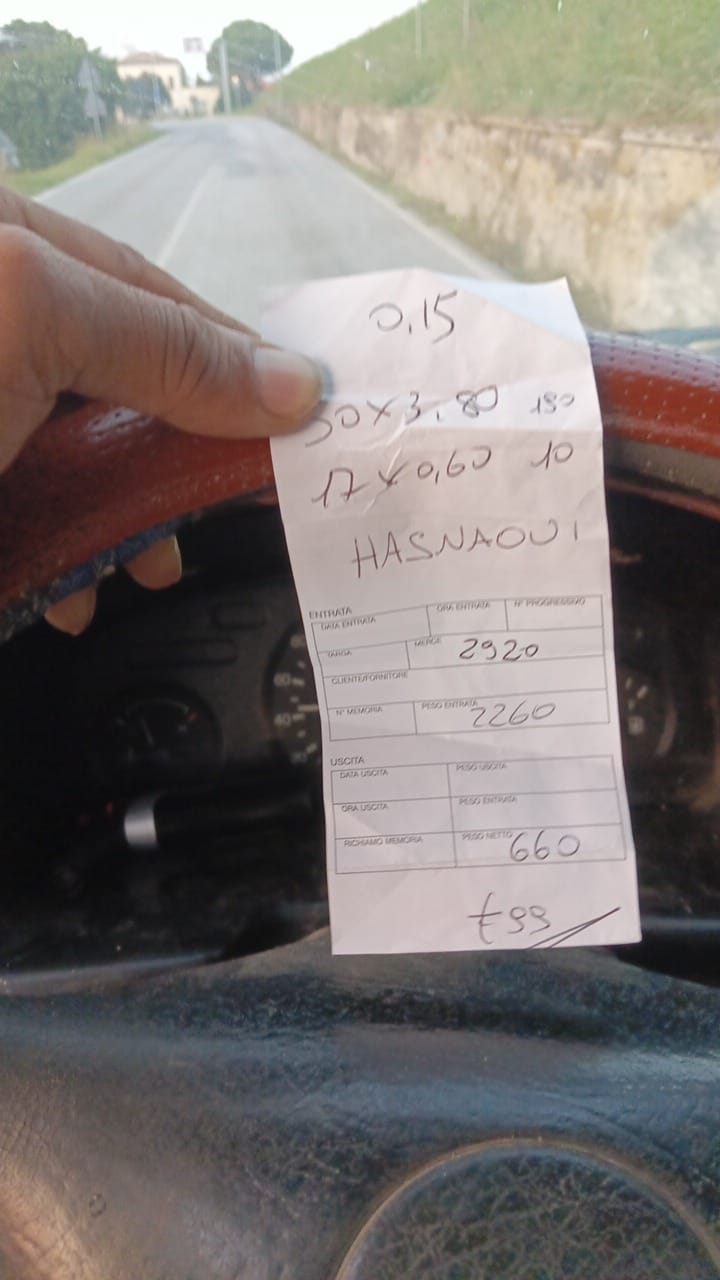 0,15
50x3,80 190
17x0,60 10
HASNAOUI
ENTRATA
DATA ENTRATA ORA ENTRATA N° PROGRESSIVO
TARGA MERCE 2920
CLIENTE/FORNITORE
N° MEMORIA PESO ENTRATA 2260
USCITA
DATA USCITA PESO USCITA
ORA USCITA PESO ENTRATA
RICHIAMO MEMORIA PESO NETTO 660
£99